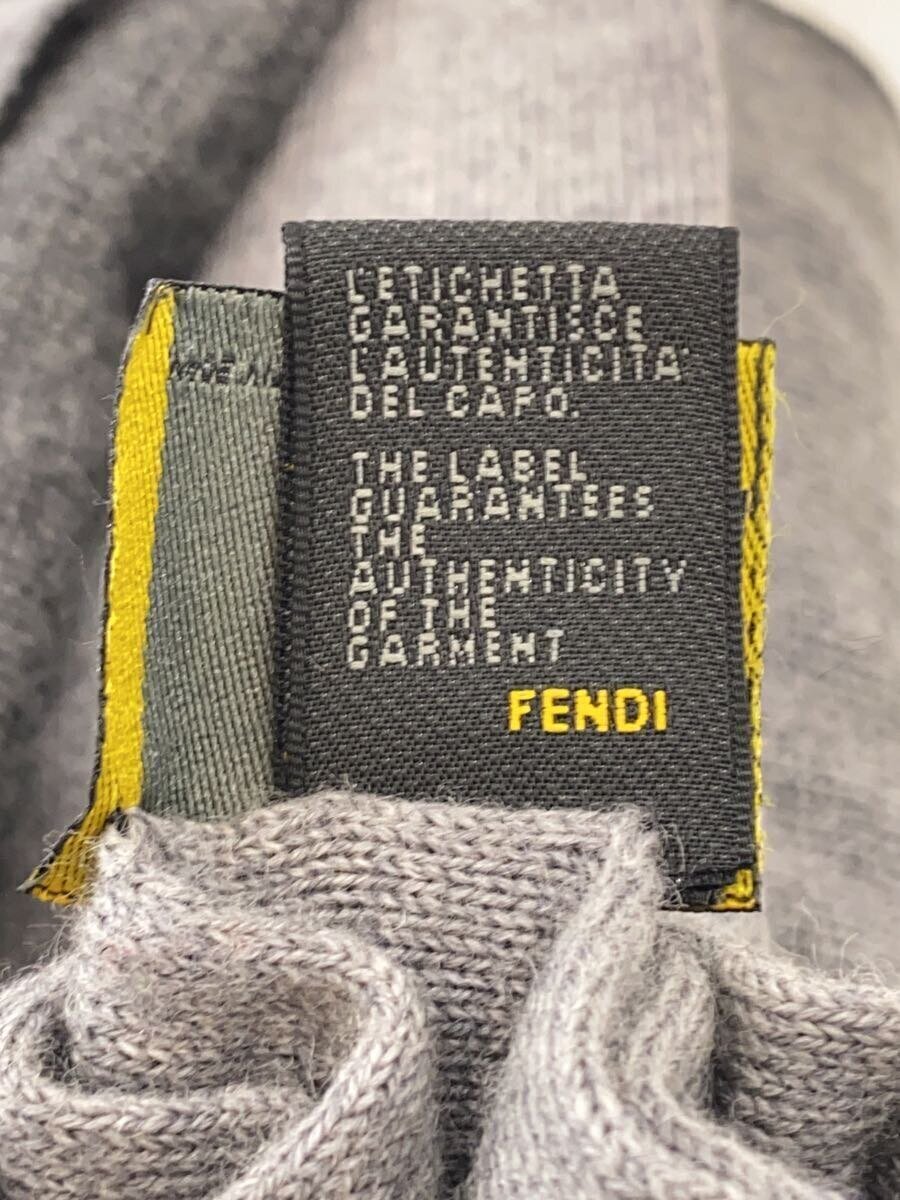 L'ETICHETTA
GARANTISCE
L'AUTENTICITA'
DEL CAPO.
THE LABEL
GUARANTEES
THE
AUTHENTICITY
OF THE
GARMENT
FENDI